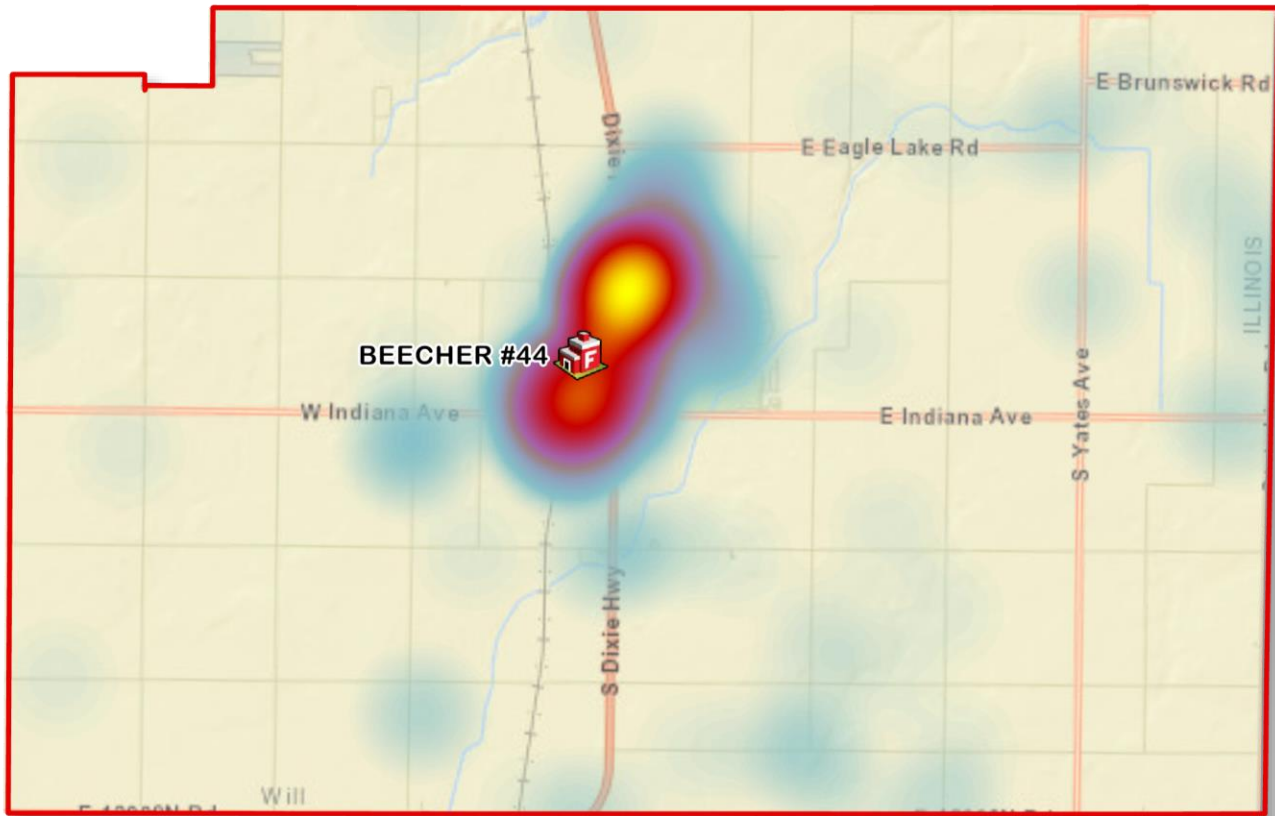 E Brunswick Rd
Dixie
E Eagle Lake Rd
ILLINOIS
BEECHER #44
F
W Indiana Ave
E Indiana Ave
S Yates Ave
S Dixie Hwy
Will